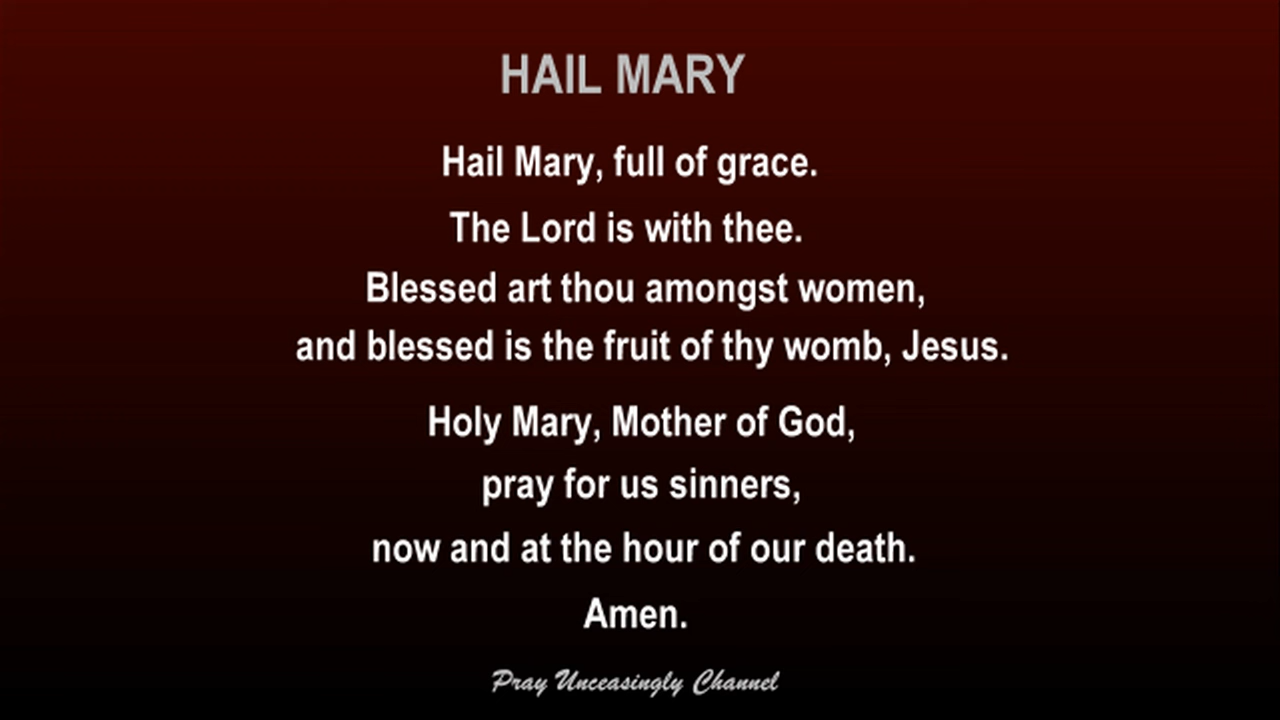 HAIL MARY
Hail Mary, full of grace.
The Lord is with thee.
Blessed art thou amongst women,
and blessed is the fruit of thy womb, Jesus.
Holy Mary, Mother of God,
pray for us sinners,
now and at the hour of our death.
Amen.
Pray Unceasingly Channel